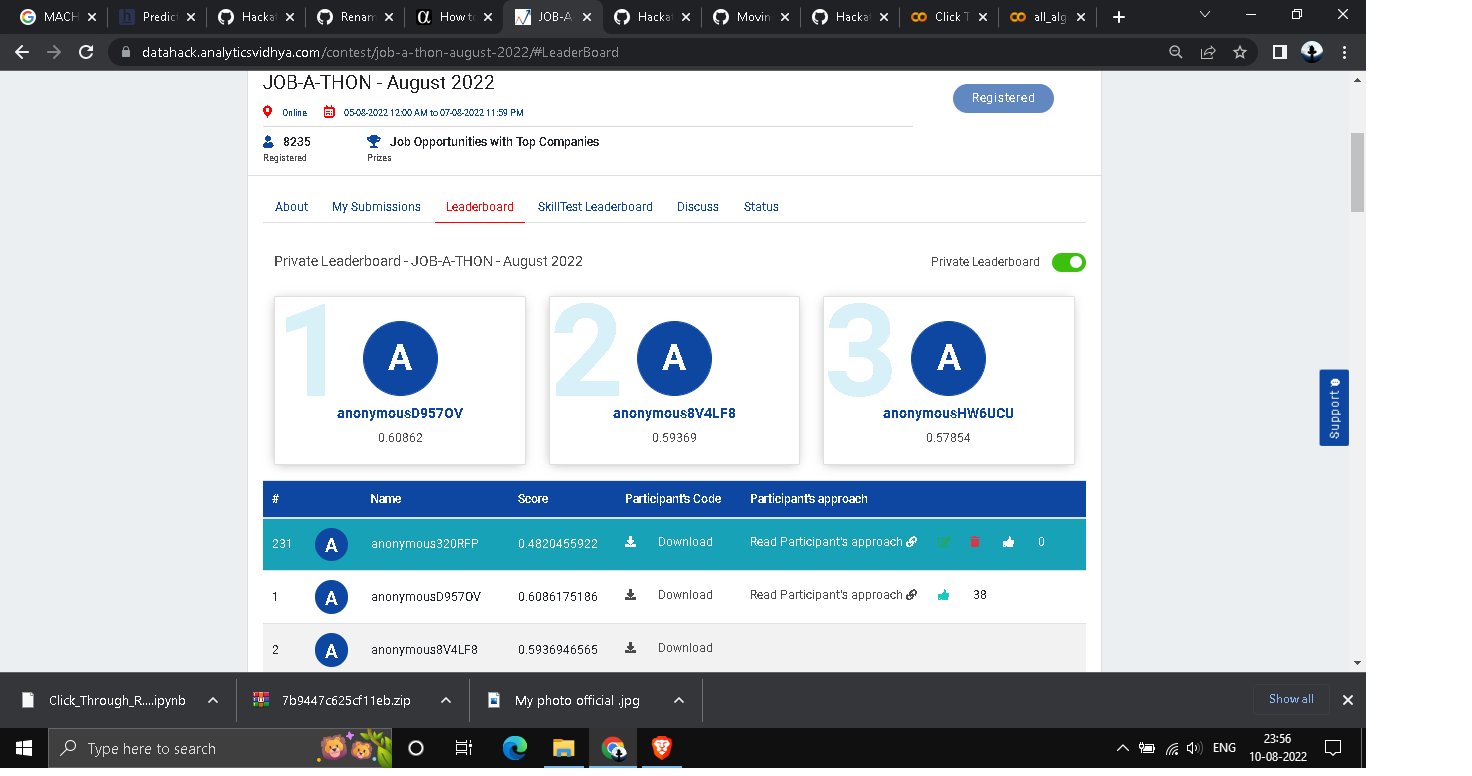 MACH
Predic
Hacka
Renam
How to
JOB-A
Hacka
Movin
Hacka
Click T
all_alg
datahack.analyticsvidhya.com/contest/job-a-thon-august-2022/#LeaderBoard
JOB-A-THON - August 2022
Registered
Online 05-08-2022 12:00 AM to 07-08-2022 11:59 PM
8235 Job Opportunities with Top Companies
Registered Prizes
About My Submissions Leaderboard SkillTest Leaderboard Discuss Status
Private Leaderboard - JOB-A-THON - August 2022 Private Leaderboard
1 A
anonymousD957OV
0.60862
2 A
anonymous8V4LF8
0.59369
3 A
anonymousHW6UCU
0.57854
Support
# Name Score Participant's Code Participant's approach
231 A anonymous320RFP 0.4820455922 Download Read Participant's approach 0
1 A anonymousD957OV 0.6086175186 Download Read Participant's approach 38
2 A anonymous8V4LF8 0.5936946565 Download
Click_Through_R....ipynb 7b9447c625cf11eb.zip My photo official .jpg Show all
Type here to search
ENG
23:56
10-08-2022